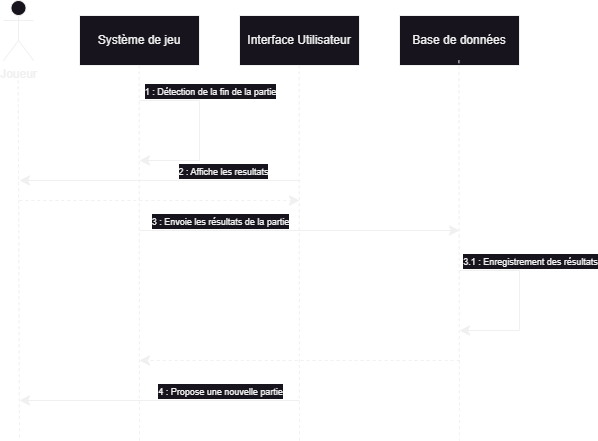 Système de jeu
Interface Utilisateur
Base de données
Joueur
1 : Détection de la fin de la partie
2 : Affiche les resultats
3 : Envoie les résultats de la partie
3.1 : Enregistrement des résultats
4 : Propose une nouvelle partie